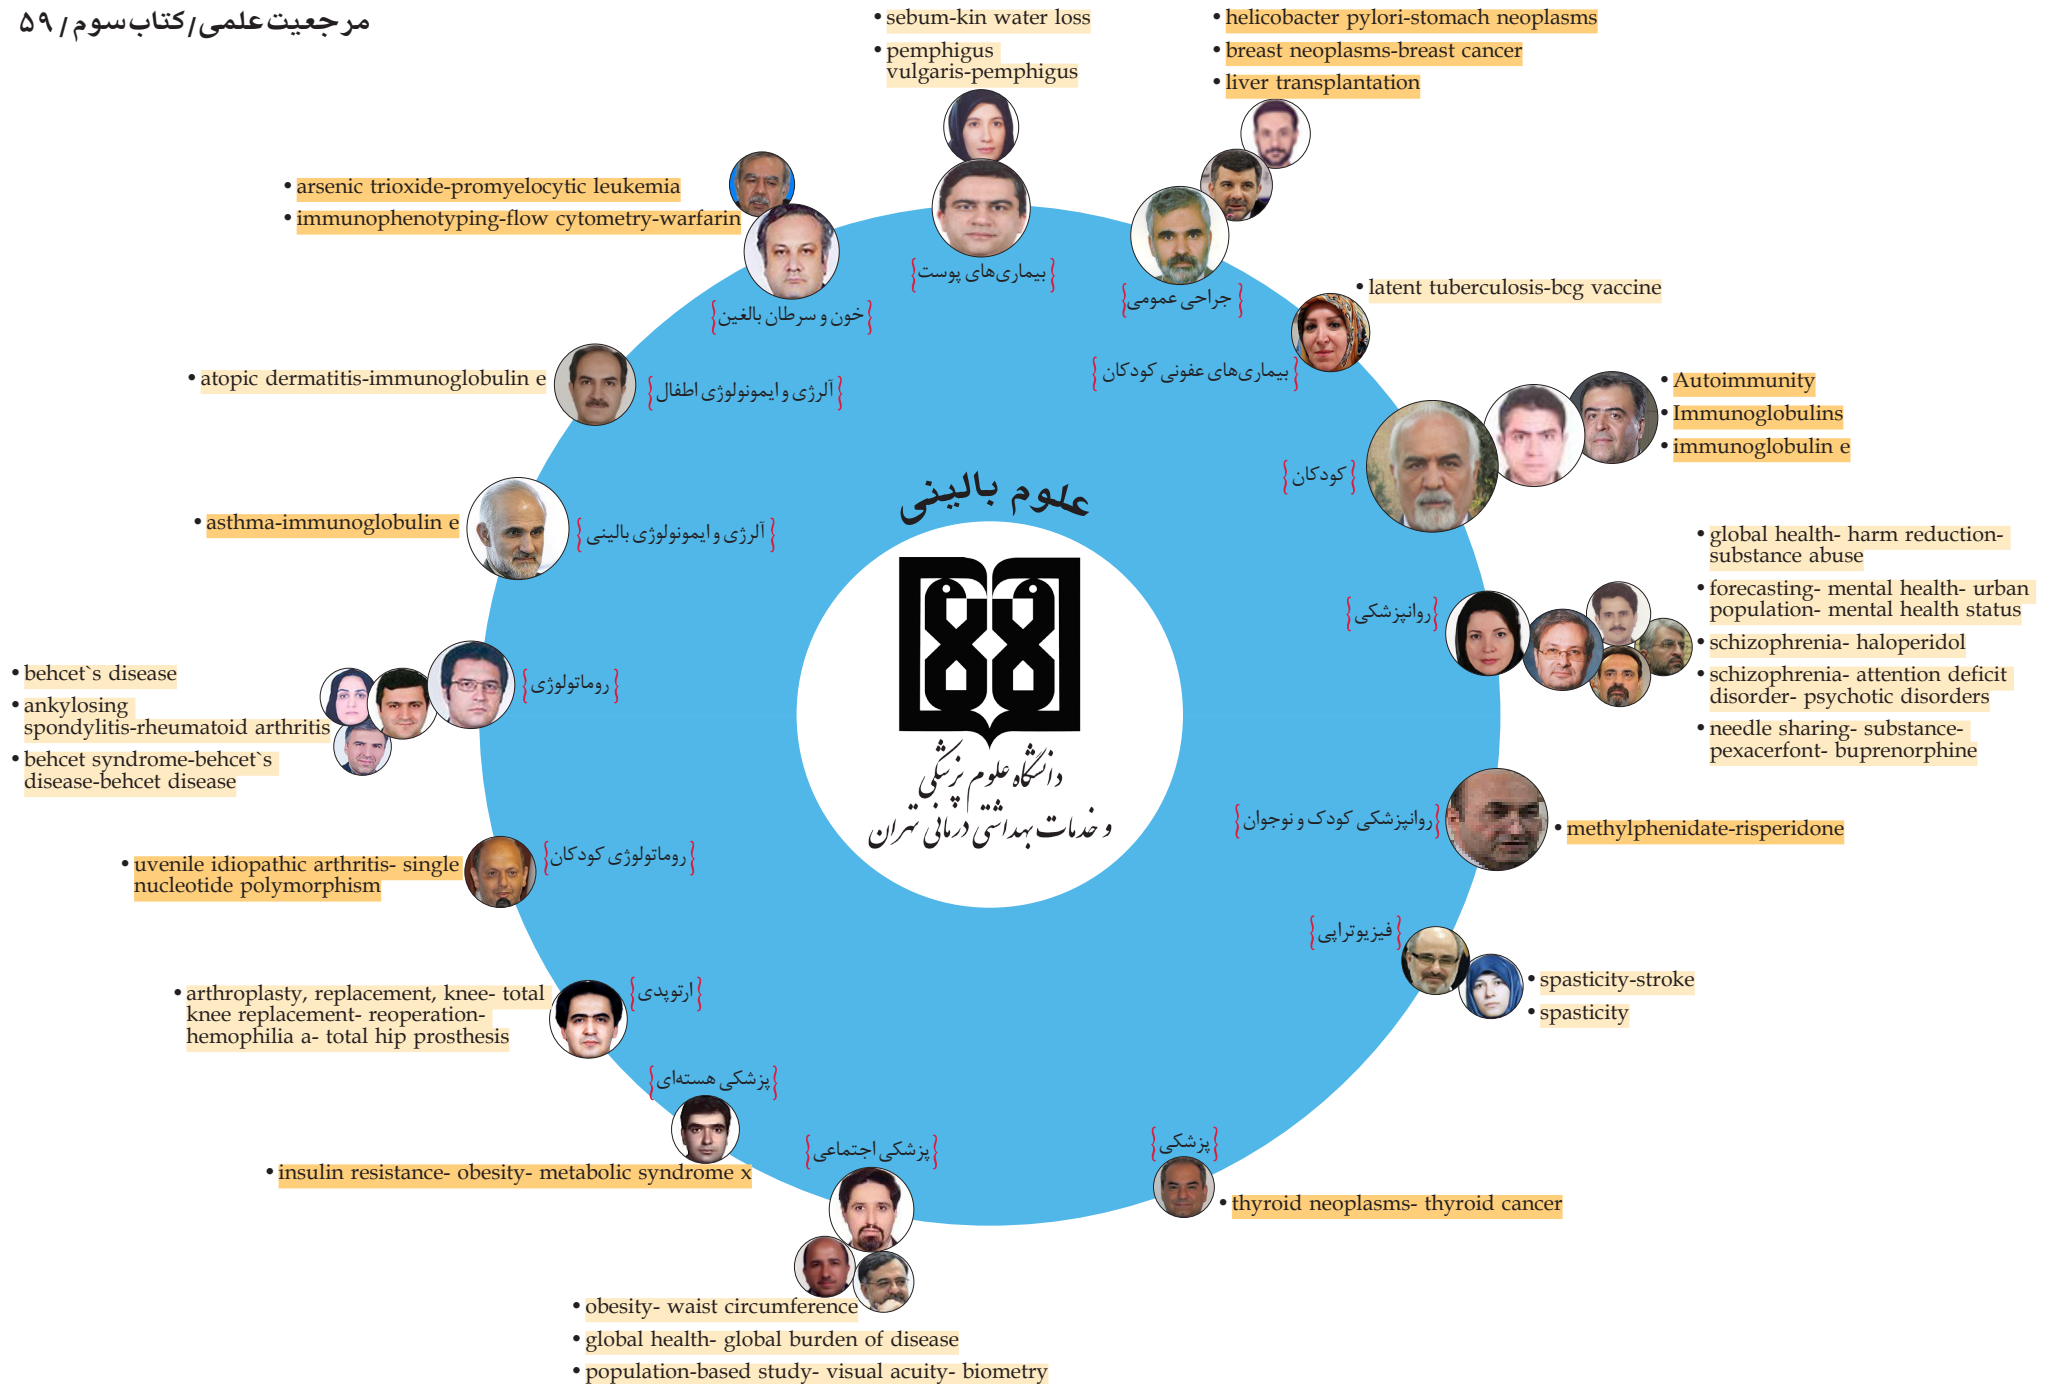 مرجعیت علمی/کتاب سوم / ۵۹
• sebum-kin water loss
• pemphigus
vulgaris-pemphigus
{بیماری‌های پوست}
• helicobacter pylori-stomach neoplasms
• breast neoplasms-breast cancer
• liver transplantation
{جراحی عمومی}
• latent tuberculosis-bcg vaccine
{بیماری‌های عفونی کودکان}
• Autoimmunity
• Immunoglobulins
• immunoglobulin e
{کودکان}
• global health- harm reduction-
substance abuse
• forecasting- mental health- urban
population- mental health status
• schizophrenia- haloperidol
• schizophrenia- attention deficit
disorder- psychotic disorders
• needle sharing- substance-
pexacerfont- buprenorphine
{روانپزشکی}
• methylphenidate-risperidone
{روانپزشکی کودک و نوجوان}
• spasticity-stroke
• spasticity
{فیزیوتراپی}
• thyroid neoplasms- thyroid cancer
{پزشکی}
{پزشکی اجتماعی}
• obesity- waist circumference
• global health- global burden of disease
• population-based study- visual acuity- biometry
{پزشکی هسته‌ای}
• insulin resistance- obesity- metabolic syndrome x
{ارتوپدی}
• arthroplasty, replacement, knee- total
knee replacement- reoperation-
hemophilia a- total hip prosthesis
{روماتولوژی کودکان}
• uvenile idiopathic arthritis- single
nucleotide polymorphism
{روماتولوژی}
• behcet`s disease
• ankylosing
spondylitis-rheumatoid arthritis
• behcet syndrome-behcet`s
disease-behcet disease
{آلرژی و ایمونولوژی بالینی}
• asthma-immunoglobulin e
{آلرژی و ایمونولوژی اطفال}
• atopic dermatitis-immunoglobulin e
{خون و سرطان بالغین}
• arsenic trioxide-promyelocytic leukemia
• immunophenotyping-flow cytometry-warfarin
علوم بالینی
دانشگاه علوم پزشکی
و خدمات بهداشتی درمانی تهران